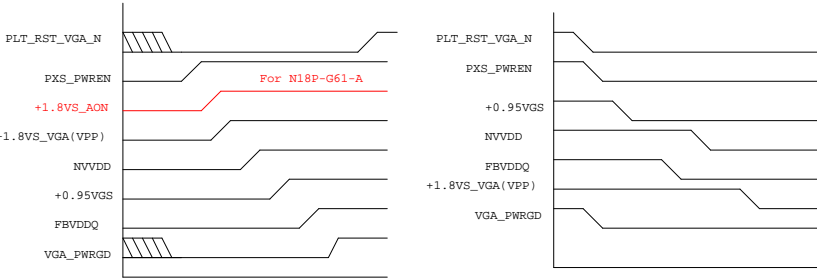 PLT_RST_VGA_N
PXS_PWREN
For N18P-G61-A
+1.8VS_AON
+1.8VS_VGA(VPP)
NVVDD
+0.95VGS
FBVDDQ
VGA_PWRGD
PLT_RST_VGA_N
PXS_PWREN
+0.95VGS
NVVDD
FBVDDQ
+1.8VS_VGA(VPP)
VGA_PWRGD